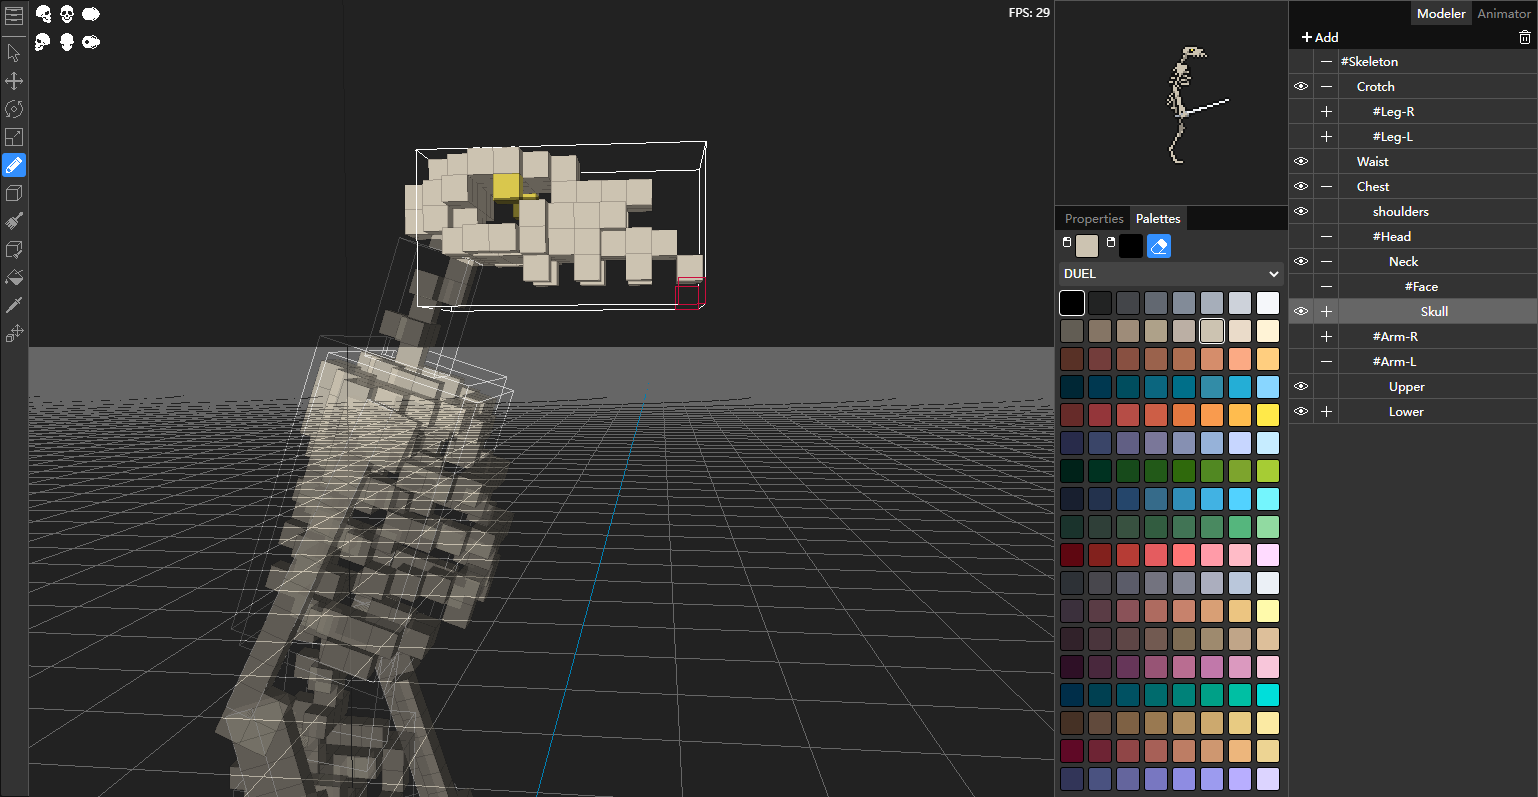 FPS: 29
Modeler
Animator
Add
#Skeleton
Crotch
#Leg-R
#Leg-L
Waist
Chest
shoulders
#Head
Neck
#Face
Skull
#Arm-R
#Arm-L
Upper
Lower
Properties
Palettes
DUEL